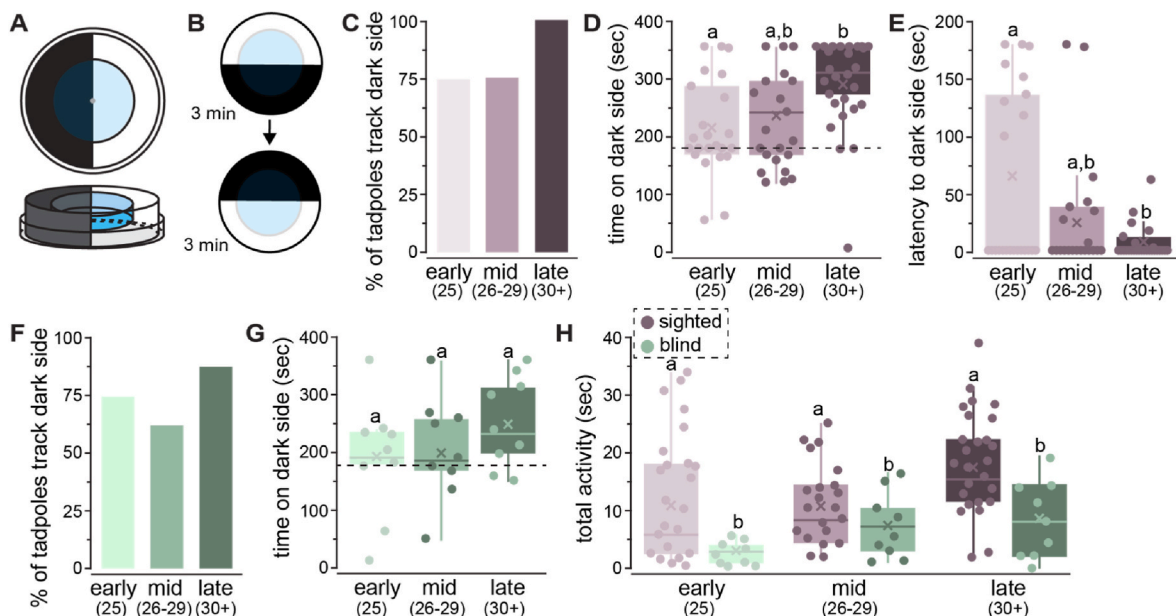 A
B
3 min
3 min
C
% of tadpoles track dark side
100
75
50
25
0
early
(25)
mid
(26-29)
late
(30+)
D
time on dark side (sec)
400
300
200
100
0
a
a,b
b
early
(25)
mid
(26-29)
late
(30+)
E
latency to dark side (sec)
200
150
100
50
0
a
a,b
b
early
(25)
mid
(26-29)
late
(30+)
F
% of tadpoles track dark side
100
75
50
25
0
early
(25)
mid
(26-29)
late
(30+)
G
time on dark side (sec)
400
300
200
100
0
a
a
a
early
(25)
mid
(26-29)
late
(30+)
H
sighted
blind
total activity (sec)
40
30
20
10
0
a
b
a
b
a
b
early
(25)
mid
(26-29)
late
(30+)